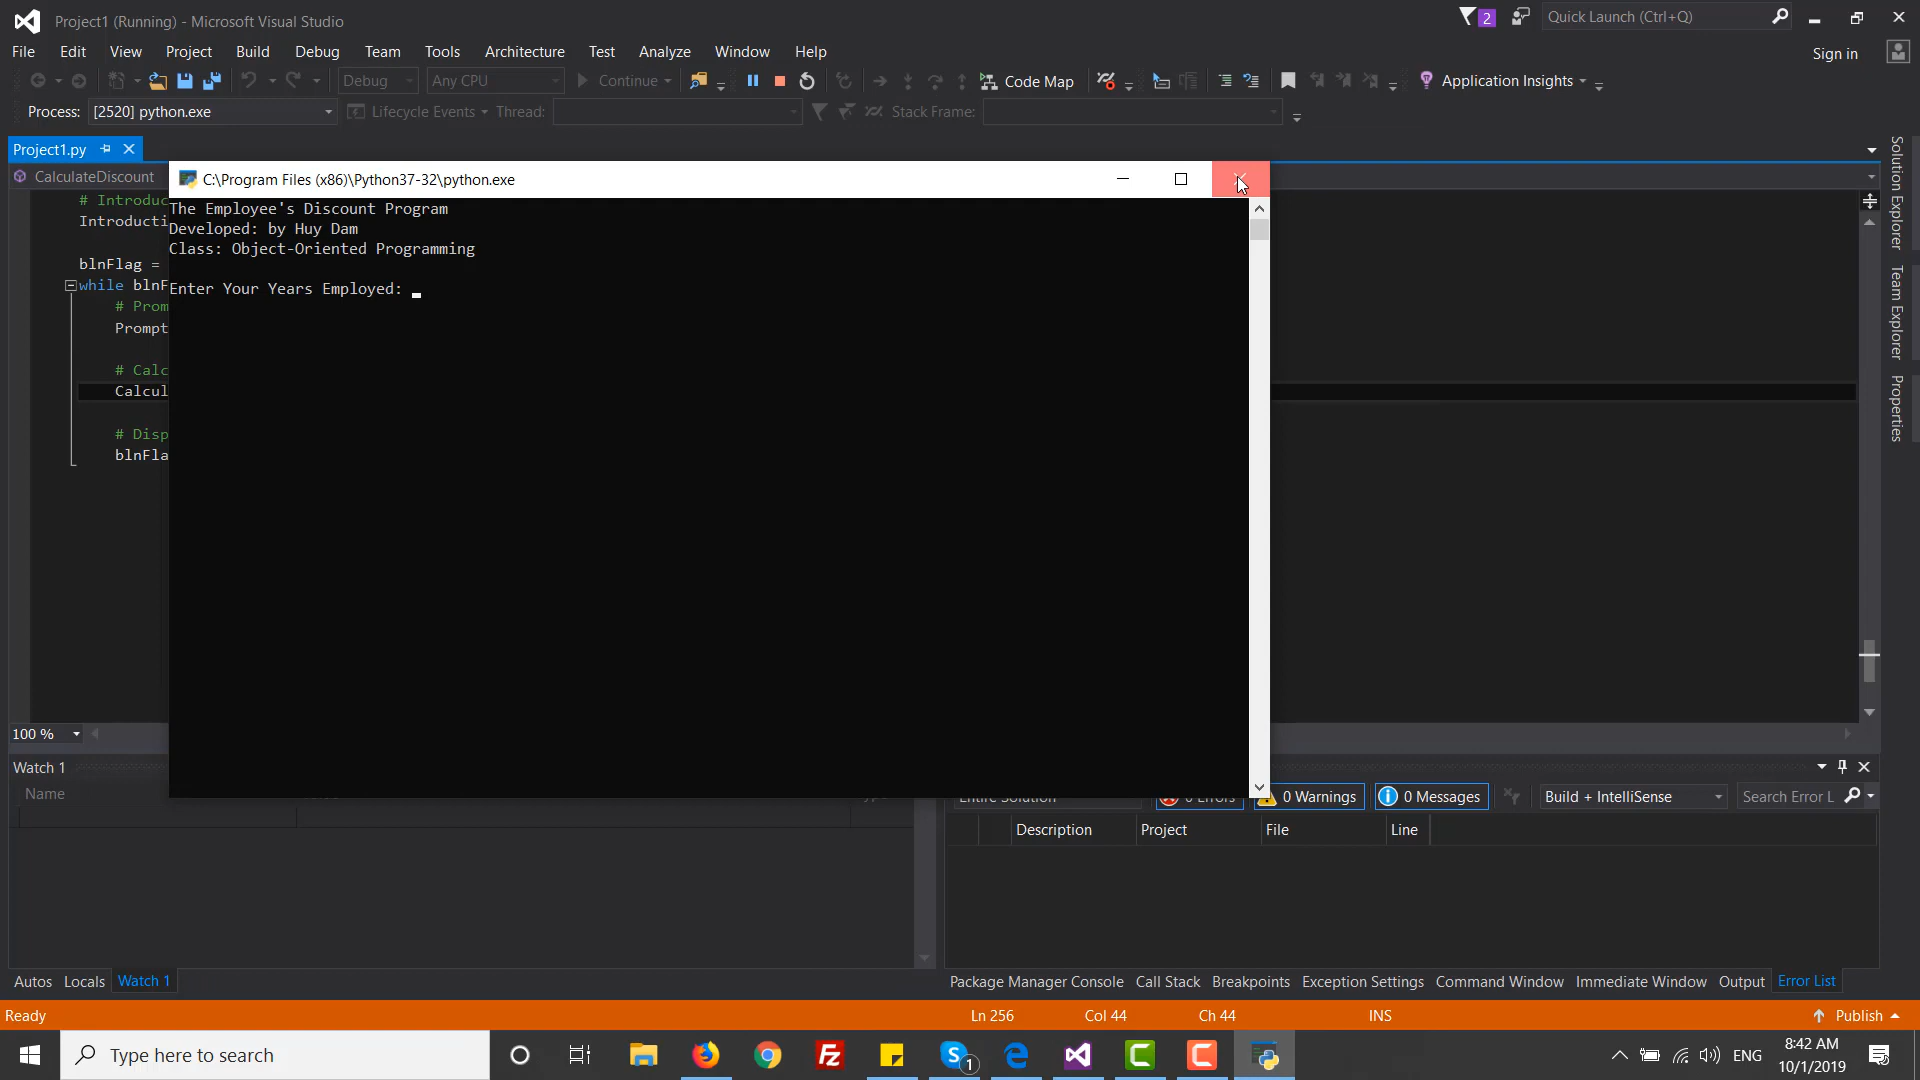 Project1 (Running) - Microsoft Visual Studio
2
Quick Launch (Ctrl+Q)
File Edit View Project Build Debug Team Tools Architecture Test Analyze Window Help
Sign in
Debug Any CPU Continue Code Map Application Insights
Process: [2520] python.exe Lifecycle Events Thread: Stack Frame:
Project1.py
CalculateDiscount
C:\Program Files (x86)\Python37-32\python.exe
The Employee's Discount Program
Developed: by Huy Dam
Class: Object-Oriented Programming
Enter Your Years Employed:
# Introduc
Introducti
blnFlag =
while blnF
# Prom
Prompt
# Calc
Calcul
# Disp
blnFla
Solution Explorer
Team Explorer
Properties
100 %
Watch 1
Name
0 Warnings
0 Messages
Build + IntelliSense
Search Error L
Description Project File Line
Autos Locals Watch 1
Package Manager Console Call Stack Breakpoints Exception Settings Command Window Immediate Window Output Error List
Ready
Ln 256 Col 44 Ch 44 INS
Publish
Type here to search
1
ENG
8:42 AM
10/1/2019